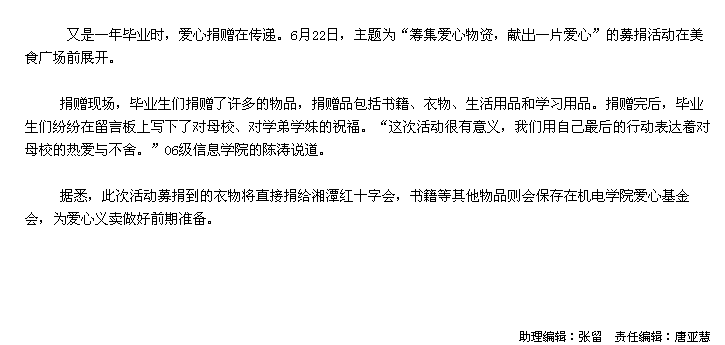 又是一年毕业时，爱心捐赠在传递。6月22日，主题为“筹集爱心物资，献出一片爱心”的募捐活动在美
食广场前展开。
捐赠现场，毕业生们捐赠了许多的物品，捐赠品包括书籍、衣物、生活用品和学习用品。捐赠完后，毕业
生们纷纷在留言板上写下了对母校、对学弟学妹的祝福。“这次活动很有意义，我们用自己最后的行动表达着对
母校的热爱与不舍。”06级信息学院的陈涛说道。
据悉，此次活动募捐到的衣物将直接捐给湘潭红十字会，书籍等其他物品则会保存在机电学院爱心基金
会，为爱心义卖做好前期准备。
助理编辑：张留　责任编辑：唐亚慧